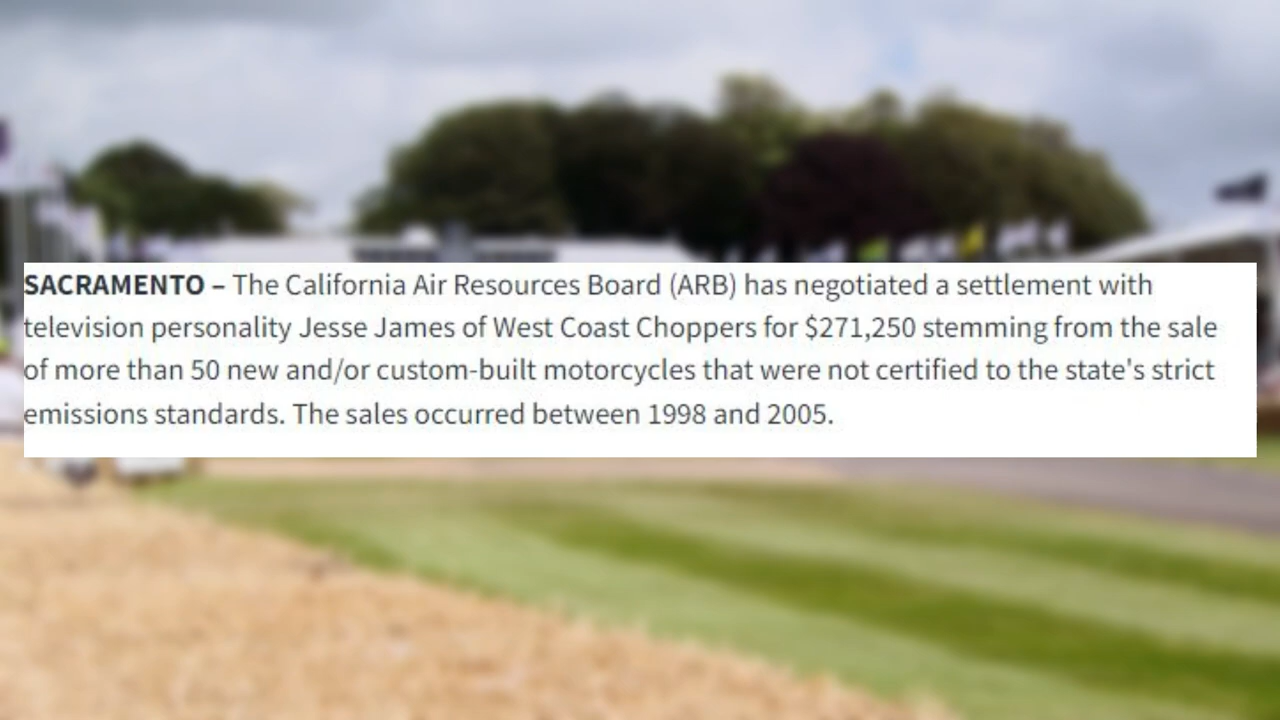 SACRAMENTO – The California Air Resources Board (ARB) has negotiated a settlement with
television personality Jesse James of West Coast Choppers for $271,250 stemming from the sale
of more than 50 new and/or custom-built motorcycles that were not certified to the state's strict
emissions standards. The sales occurred between 1998 and 2005.